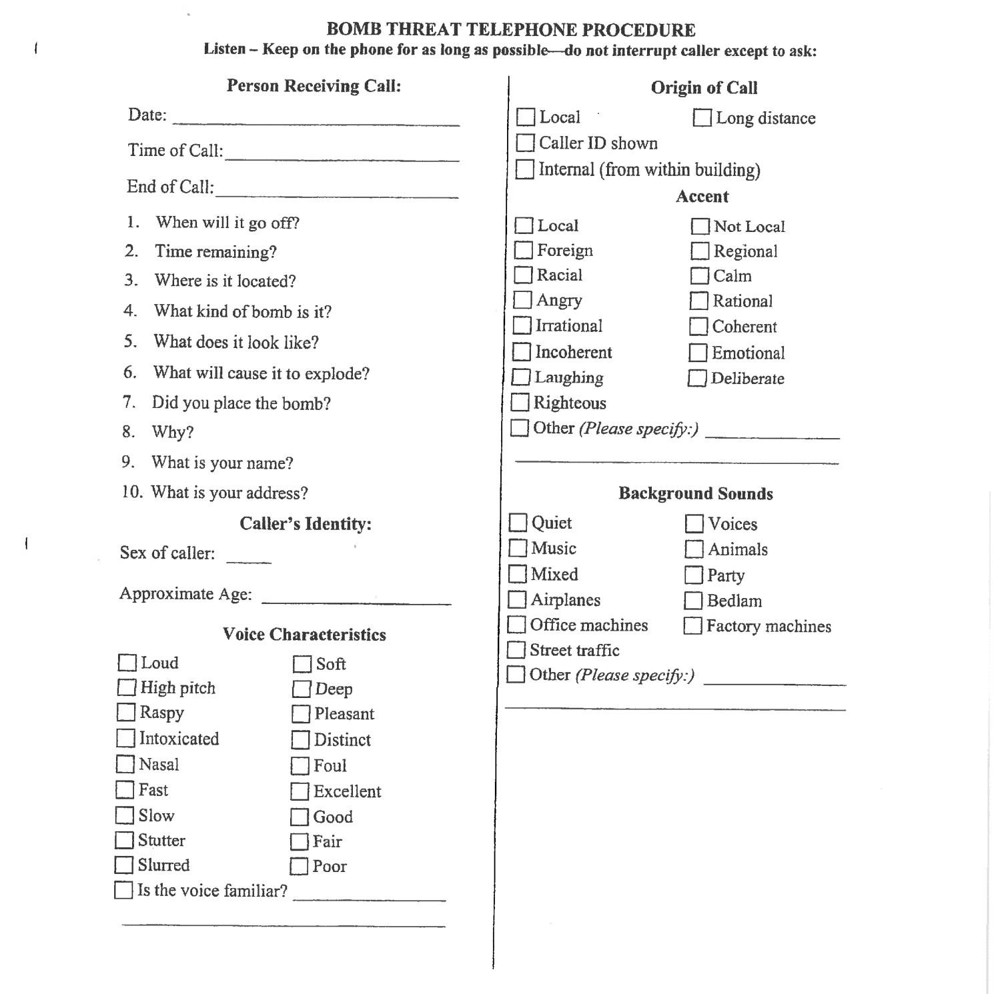 BOMB THREAT TELEPHONE PROCEDURE
Listen – Keep on the phone for as long as possible—do not interrupt caller except to ask:
Person Receiving Call:
Date:
Time of Call:
End of Call:
1. When will it go off?
2. Time remaining?
3. Where is it located?
4. What kind of bomb is it?
5. What does it look like?
6. What will cause it to explode?
7. Did you place the bomb?
8. Why?
9. What is your name?
10. What is your address?
Caller's Identity:
Sex of caller:
Approximate Age:
Voice Characteristics
Loud Soft
High pitch Deep
Raspy Pleasant
Intoxicated Distinct
Nasal Foul
Fast Excellent
Slow Good
Stutter Fair
Slurred Poor
Is the voice familiar?
Origin of Call
Local Long distance
Caller ID shown
Internal (from within building)
Accent
Local Not Local
Foreign Regional
Racial Calm
Angry Rational
Irrational Coherent
Incoherent Emotional
Laughing Deliberate
Righteous
Other (Please specify:)
Background Sounds
Quiet Voices
Music Animals
Mixed Party
Airplanes Bedlam
Office machines Factory machines
Street traffic
Other (Please specify:)